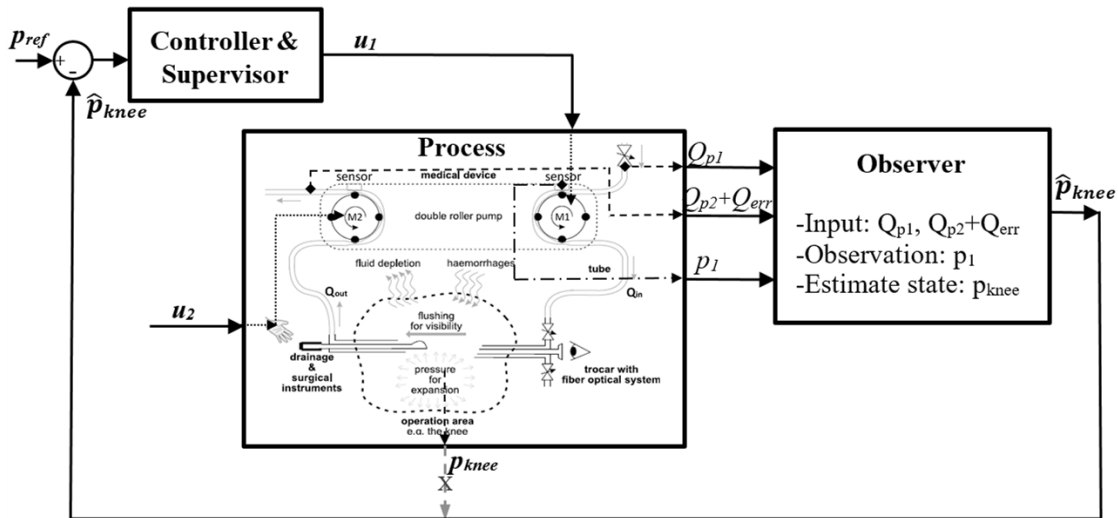 p_ref
+
-
p̂_knee
Controller &
Supervisor
u_1
Process
sensor
medical device
sensor
M2
double roller pump
M1
fluid depletion
haemorrhages
tube
Q_out
Q_in
flushing
for visibility
u_2
drainage
&
surgical
instruments
pressure
for
expansion
trocar with
fiber optical system
operation area
e.a. the knee
p_knee
X
Q_p1
Q_p2+Q_err
p_1
Observer
-Input: Q_p1, Q_p2+Q_err
-Observation: p_1
-Estimate state: p_knee
p̂_knee